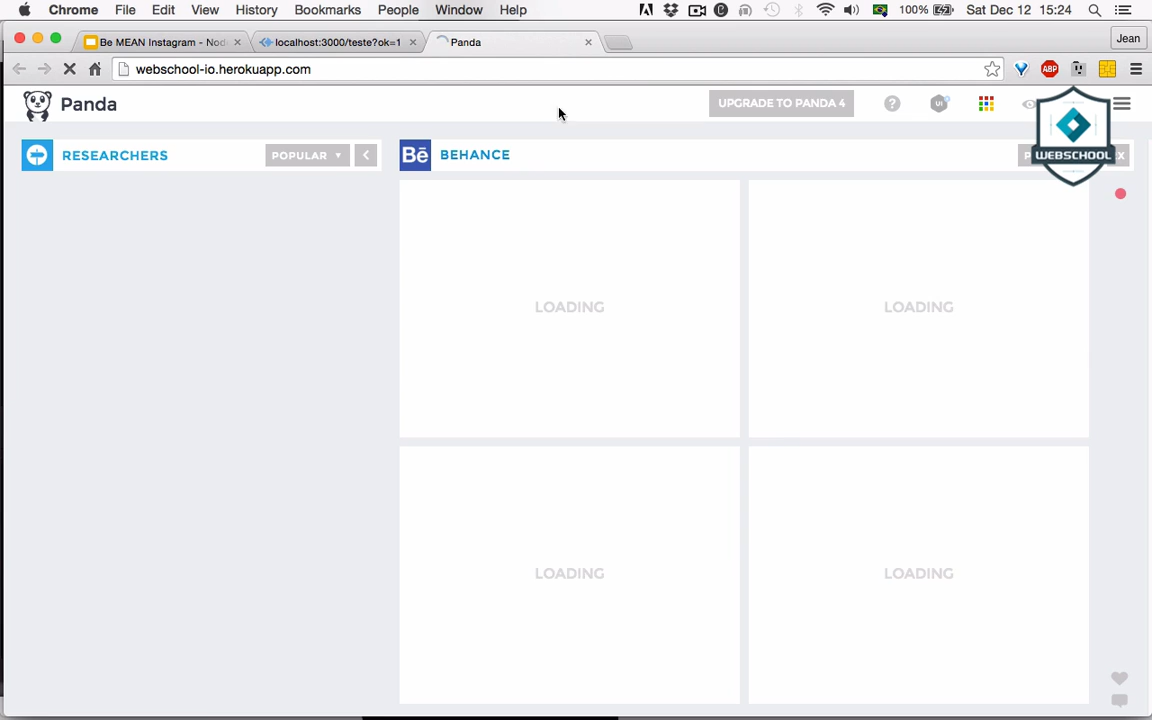 Chrome File Edit View History Bookmarks People Window Help 100% Sat Dec 12 15:24
Be MEAN Instagram - Nod localhost:3000/teste?ok=1 Panda Jean
webschool-io.herokuapp.com ABP
Panda UPGRADE TO PANDA 4 ? UI
RESEARCHERS POPULAR Bē BEHANCE
WEBSCHOOL
LOADING LOADING
LOADING LOADING